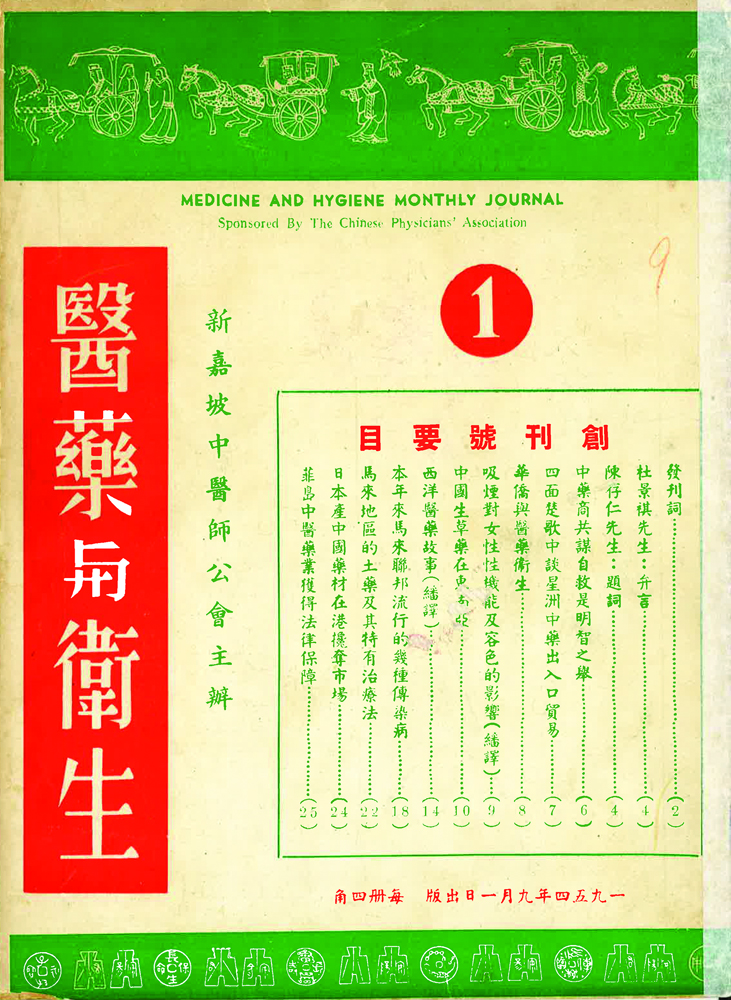 MEDICINE AND HYGIENE MONTHLY JOURNAL
Sponsored By The Chinese Physicians' Association
9
1
醫藥與衛生
新嘉坡中醫師公會主辦
創刊號要目
發刊詞……(2)
杜景祺先生：弁言……(4)
陳存仁先生：題詞……(4)
中藥商共謀自救是明智之舉……(6)
四面楚歌中談星洲中藥出入口貿易……(7)
華僑與醫藥衛生……(8)
吸煙對女性性機能及容色的影響(繙譯)……(9)
中國生草藥在東南亞……(10)
西洋醫藥故事(繙譯)……(14)
本年來馬來聯邦流行的幾種傳染病……(18)
馬來地區的土藥及其特有治療法……(22)
日本產中國藥材在港攙奪市場……(24)
菲島中醫藥業獲得法律保障……(25)
一九五四年九月一日出版 每册四角